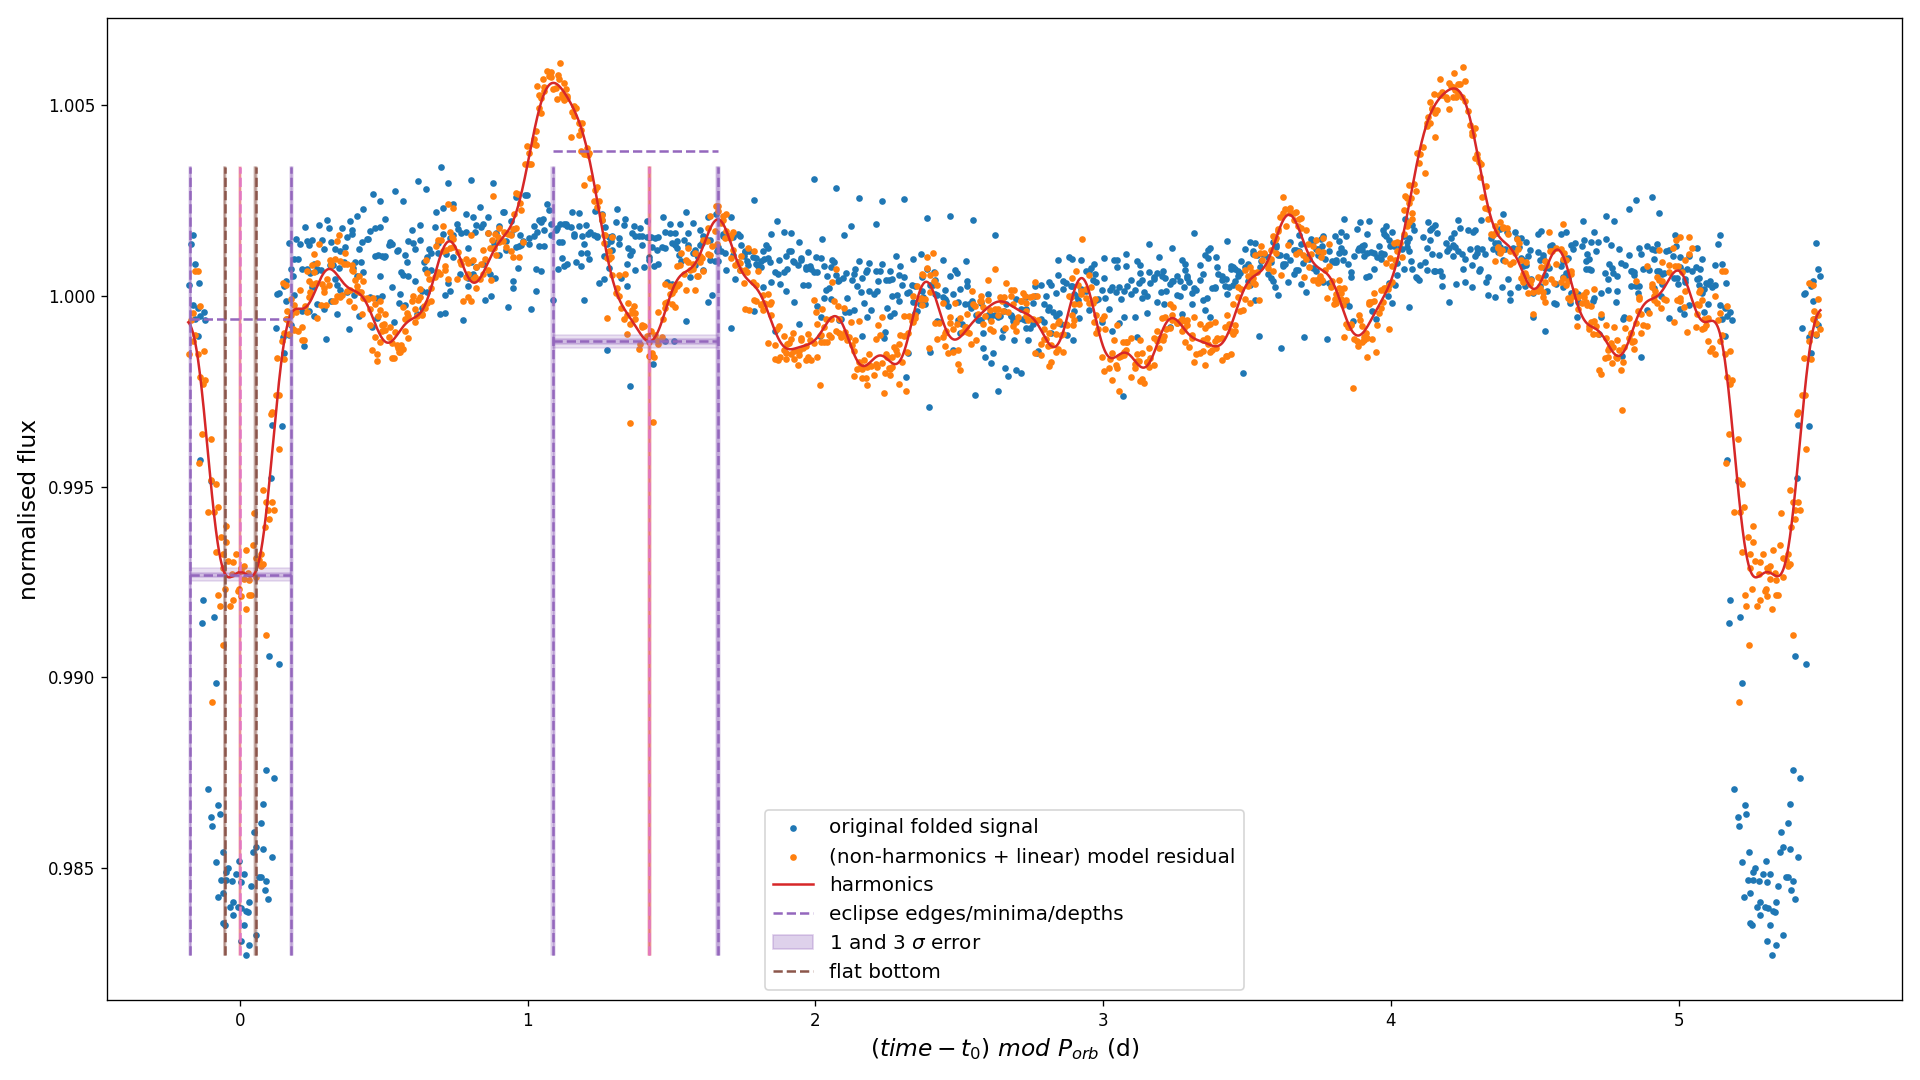 1.005
1.000
0.995
0.990
0.985
normalised flux
original folded signal
(non-harmonics + linear) model residual
harmonics
eclipse edges/minima/depths
1 and 3 σ error
flat bottom
0 1 2 3 4 5
(time − t₀) mod Pₒᵣb (d)